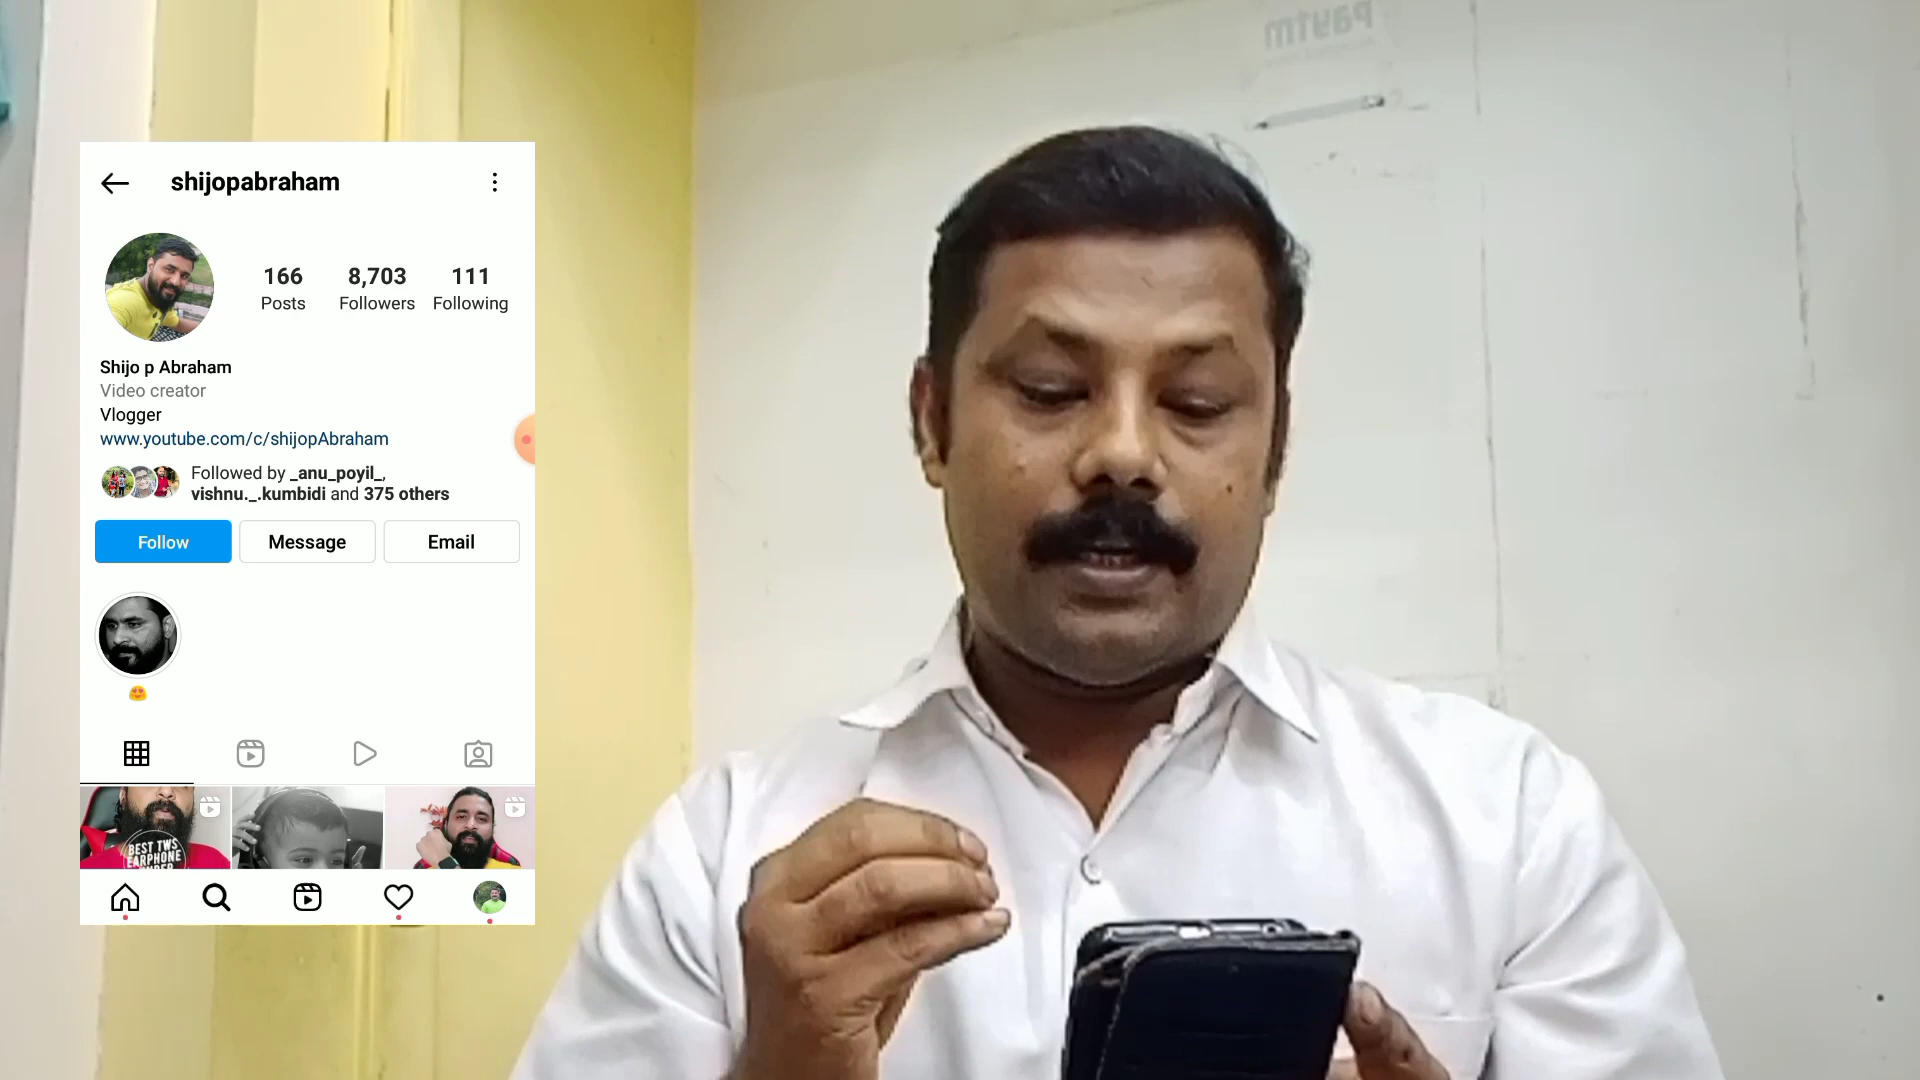 shijopabraham
166 8,703 111
Posts Followers Following
Shijo p Abraham
Video creator
Vlogger
www.youtube.com/c/shijopAbraham
Followed by _anu_poyil_,
vishnu._.kumbidi and 375 others
Follow Message Email
BEST TWS
EARPHONE
Paytm